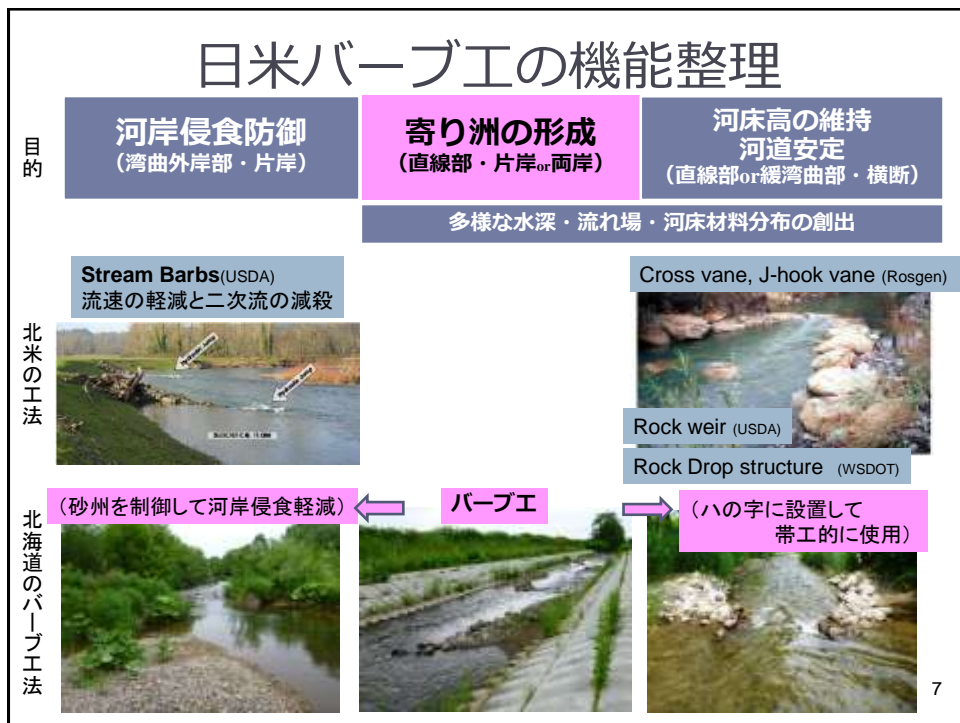 日米バーブ工の機能整理
目的
河岸侵食防御
（湾曲外岸部・片岸）
寄り洲の形成
（直線部・片岸or両岸）
河床高の維持
河道安定
（直線部or緩湾曲部・横断）
多様な水深・流れ場・河床材料分布の創出
北米の工法
Stream Barbs(USDA)
流速の軽減と二次流の減殺
Cross vane, J-hook vane (Rosgen)
Rock weir (USDA)
Rock Drop structure (WSDOT)
北海道のバーブ工法
（砂州を制御して河岸侵食軽減）
バーブ工
（ハの字に設置して
帯工的に使用）
7